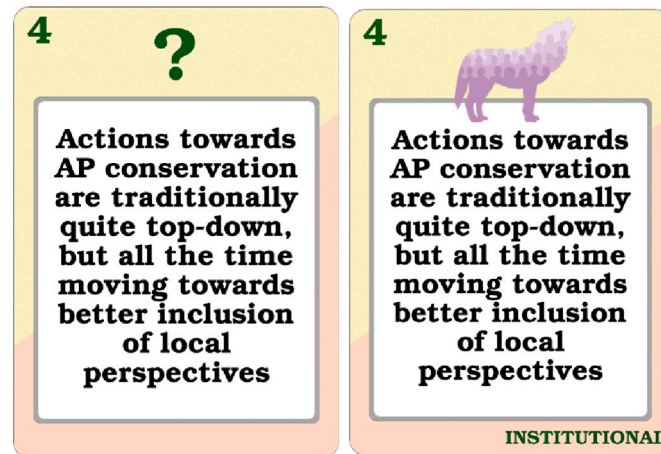 4
?
Actions towards
AP conservation
are traditionally
quite top-down,
but all the time
moving towards
better inclusion
of local
perspectives
4
Actions towards
AP conservation
are traditionally
quite top-down,
but all the time
moving towards
better inclusion
of local
perspectives
INSTITUTIONAL